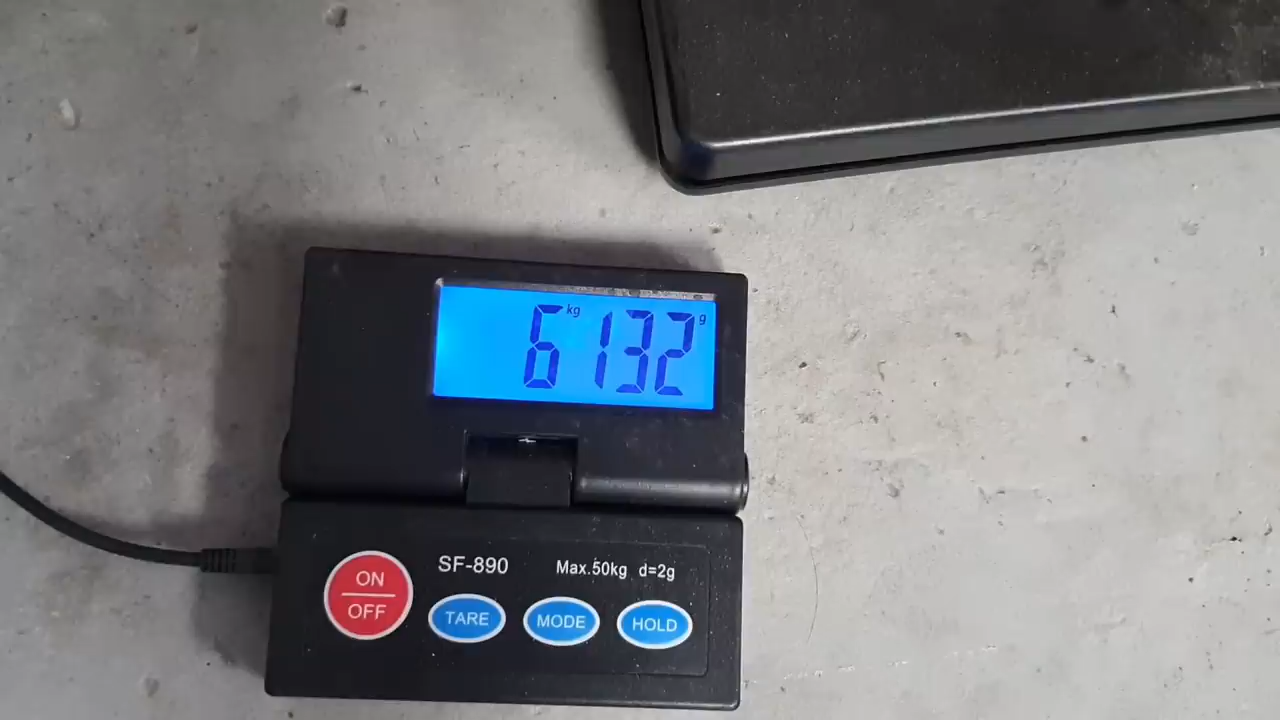 6 kg 132 g
SF-890 Max.50kg d=2g
ON
OFF
TARE MODE HOLD